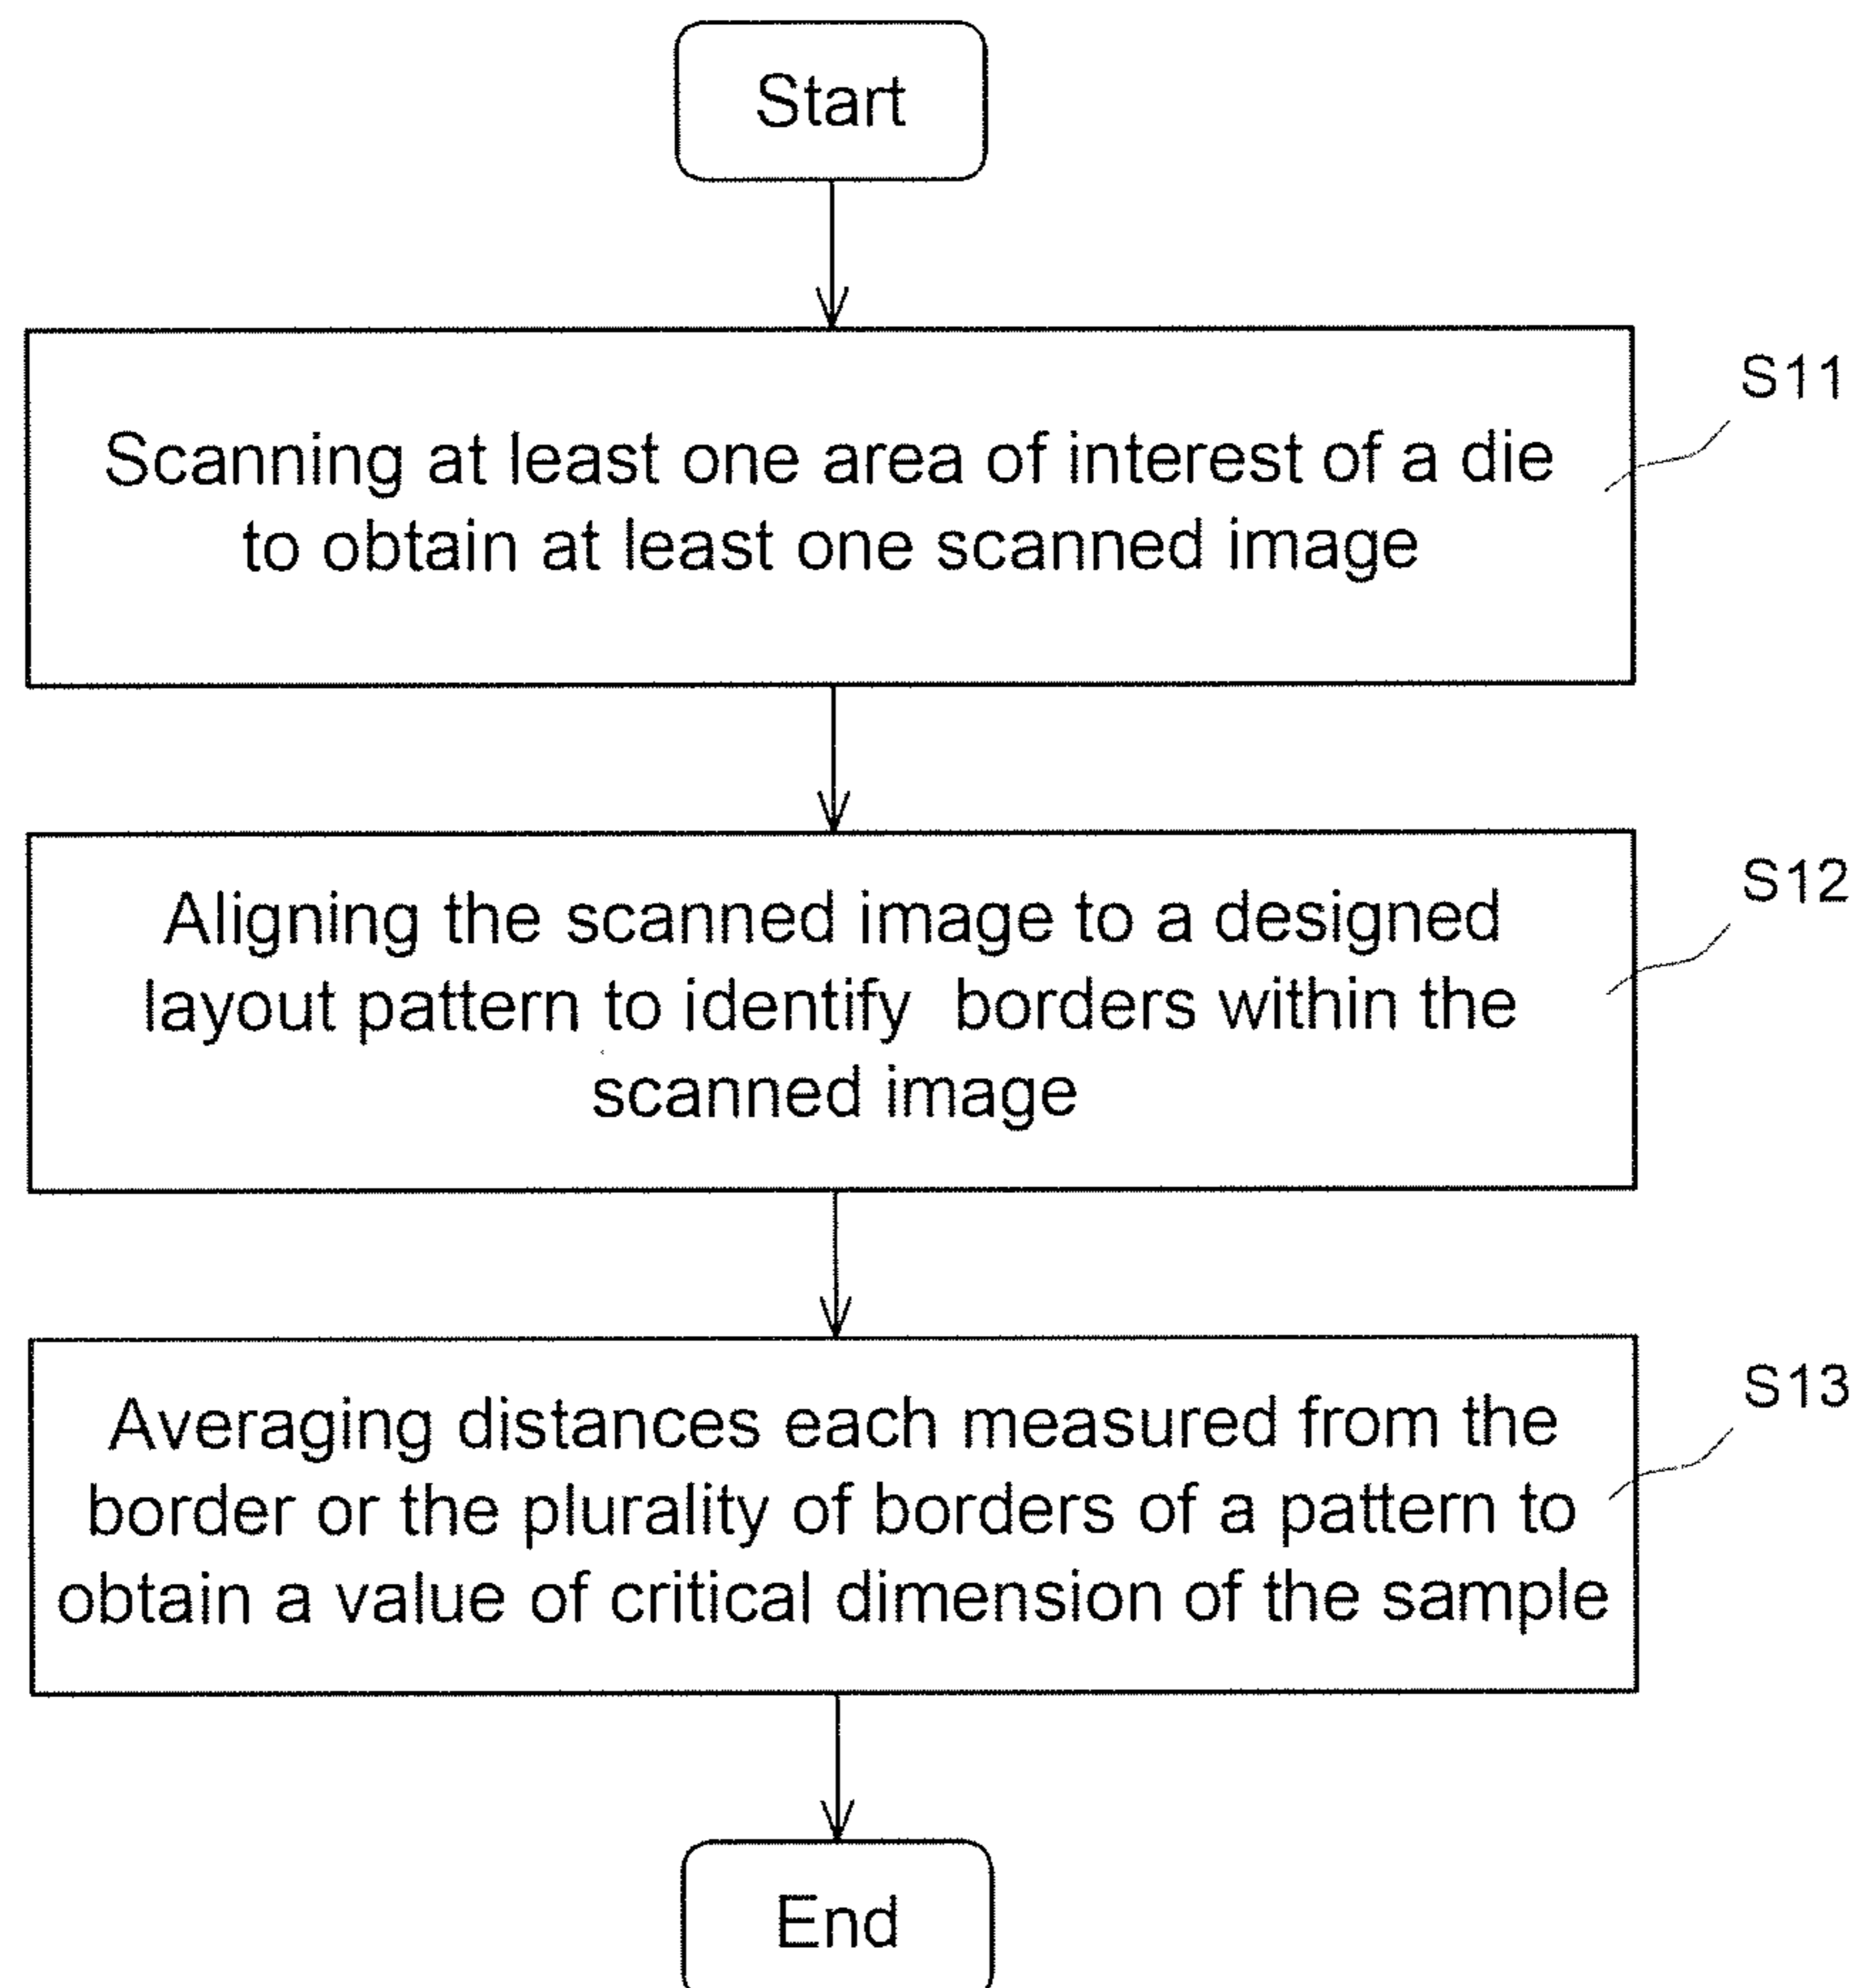 Start
S11
Scanning at least one area of interest of a die
to obtain at least one scanned image
S12
Aligning the scanned image to a designed
layout pattern to identify borders within the
scanned image
S13
Averaging distances each measured from the
border or the plurality of borders of a pattern to
obtain a value of critical dimension of the sample
End